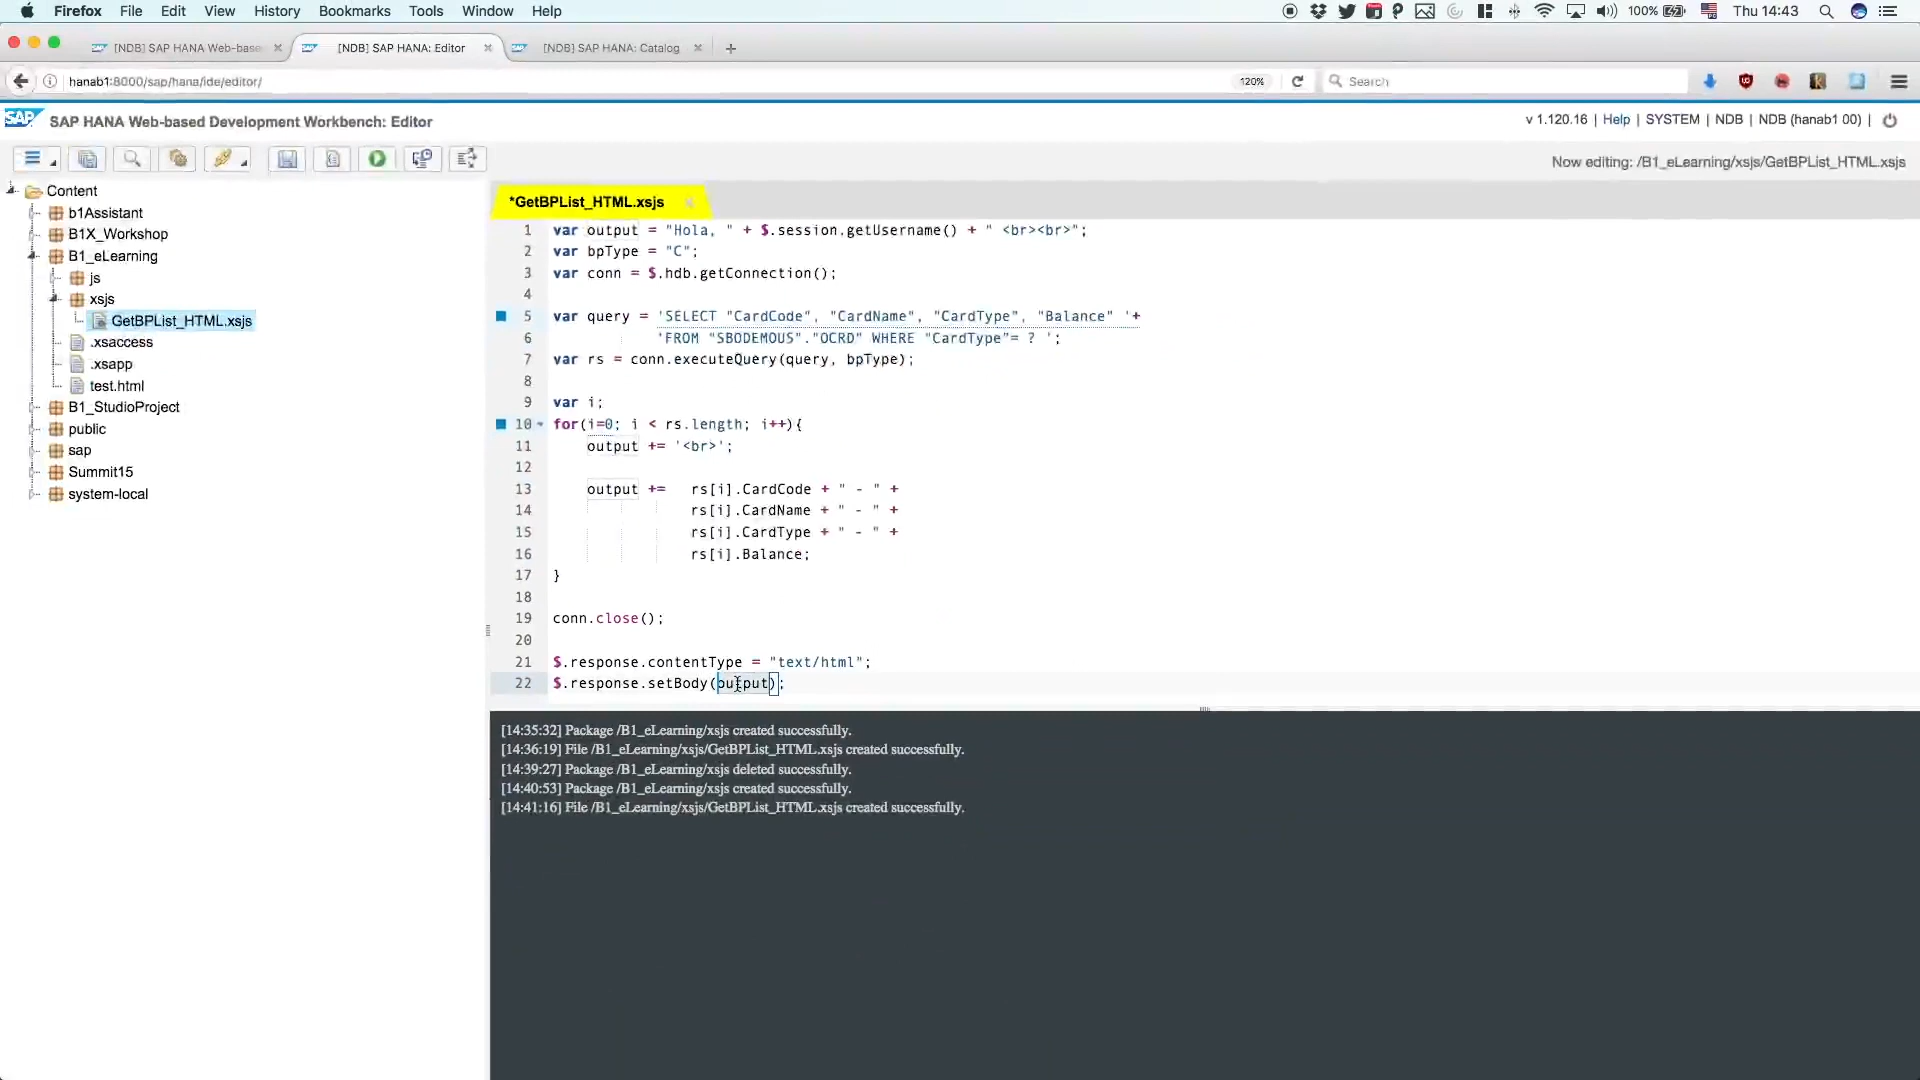 Firefox File Edit View History Bookmarks Tools Window Help 100% Thu 14:43
[NDB] SAP HANA Web-base [NDB] SAP HANA: Editor [NDB] SAP HANA: Catalog
hanab1:8000/sap/hana/ide/editor/ 120% Search
SAP SAP HANA Web-based Development Workbench: Editor v 1.120.16 | Help | SYSTEM | NDB | NDB (hanab1 00) |
Now editing: /B1_eLearning/xsjs/GetBPList_HTML.xsjs
Content
b1Assistant
B1X_Workshop
B1_eLearning
js
xsjs
GetBPList_HTML.xsjs
.xsaccess
.xsapp
test.html
B1_StudioProject
public
sap
Summit15
system-local
*GetBPList_HTML.xsjs
1 var output = "Hola, " + $.session.getUsername() + " <br><br>";
2 var bpType = "C";
3 var conn = $.hdb.getConnection();
4
5 var query = 'SELECT "CardCode", "CardName", "CardType", "Balance" '+
6 'FROM "SBODEMOUS"."OCRD" WHERE "CardType"= ? ';
7 var rs = conn.executeQuery(query, bpType);
8
9 var i;
10 for(i=0; i < rs.length; i++){
11 output += '<br>';
12
13 output += rs[i].CardCode + " - " +
14 rs[i].CardName + " - " +
15 rs[i].CardType + " - " +
16 rs[i].Balance;
17 }
18
19 conn.close();
20
21 $.response.contentType = "text/html";
22 $.response.setBody(output);
[14:35:32] Package /B1_eLearning/xsjs created successfully.
[14:36:19] File /B1_eLearning/xsjs/GetBPList_HTML.xsjs created successfully.
[14:39:27] Package /B1_eLearning/xsjs deleted successfully.
[14:40:53] Package /B1_eLearning/xsjs created successfully.
[14:41:16] File /B1_eLearning/xsjs/GetBPList_HTML.xsjs created successfully.